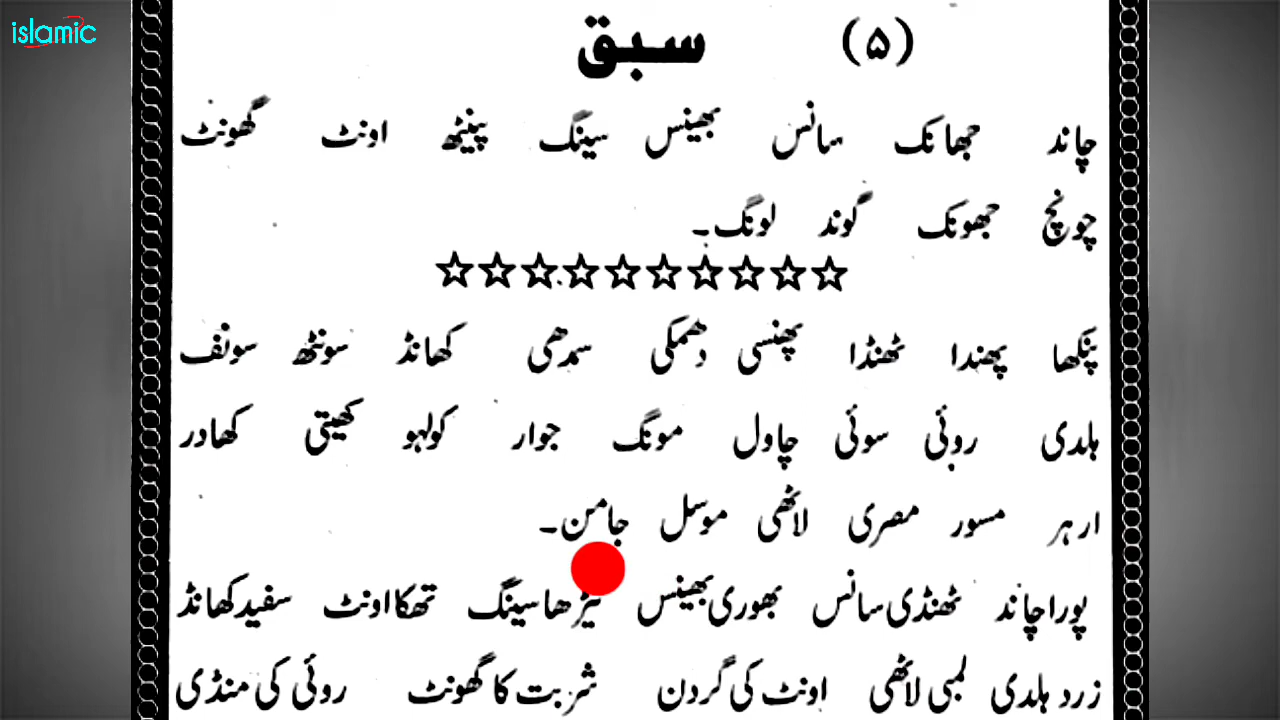 islamic
سبق (۵)
چاند جھانک سانس بھینس سینگ پینٹھ اونٹ گھونٹ
چونچ جھونک گوند لونگ۔
☆☆☆☆☆☆☆☆☆☆
پنکھا پھندا ٹھنڈا پھنسی دھمکی سمدھی کھانڈ سونٹھ سونف
ہلدی روئی سوئی چاول مونگ جوار کولہو کھیتی کھادر
ارہر مسور مصری لاٹھی موسل جامن۔
پورا چاند ٹھنڈی سانس بھوری بھینس ٹیڑھا سینگ تھکا اونٹ سفید کھانڈ
زرد ہلدی لمبی لاٹھی اونٹ کی گردن شربت کا گھونٹ روئی کی منڈی